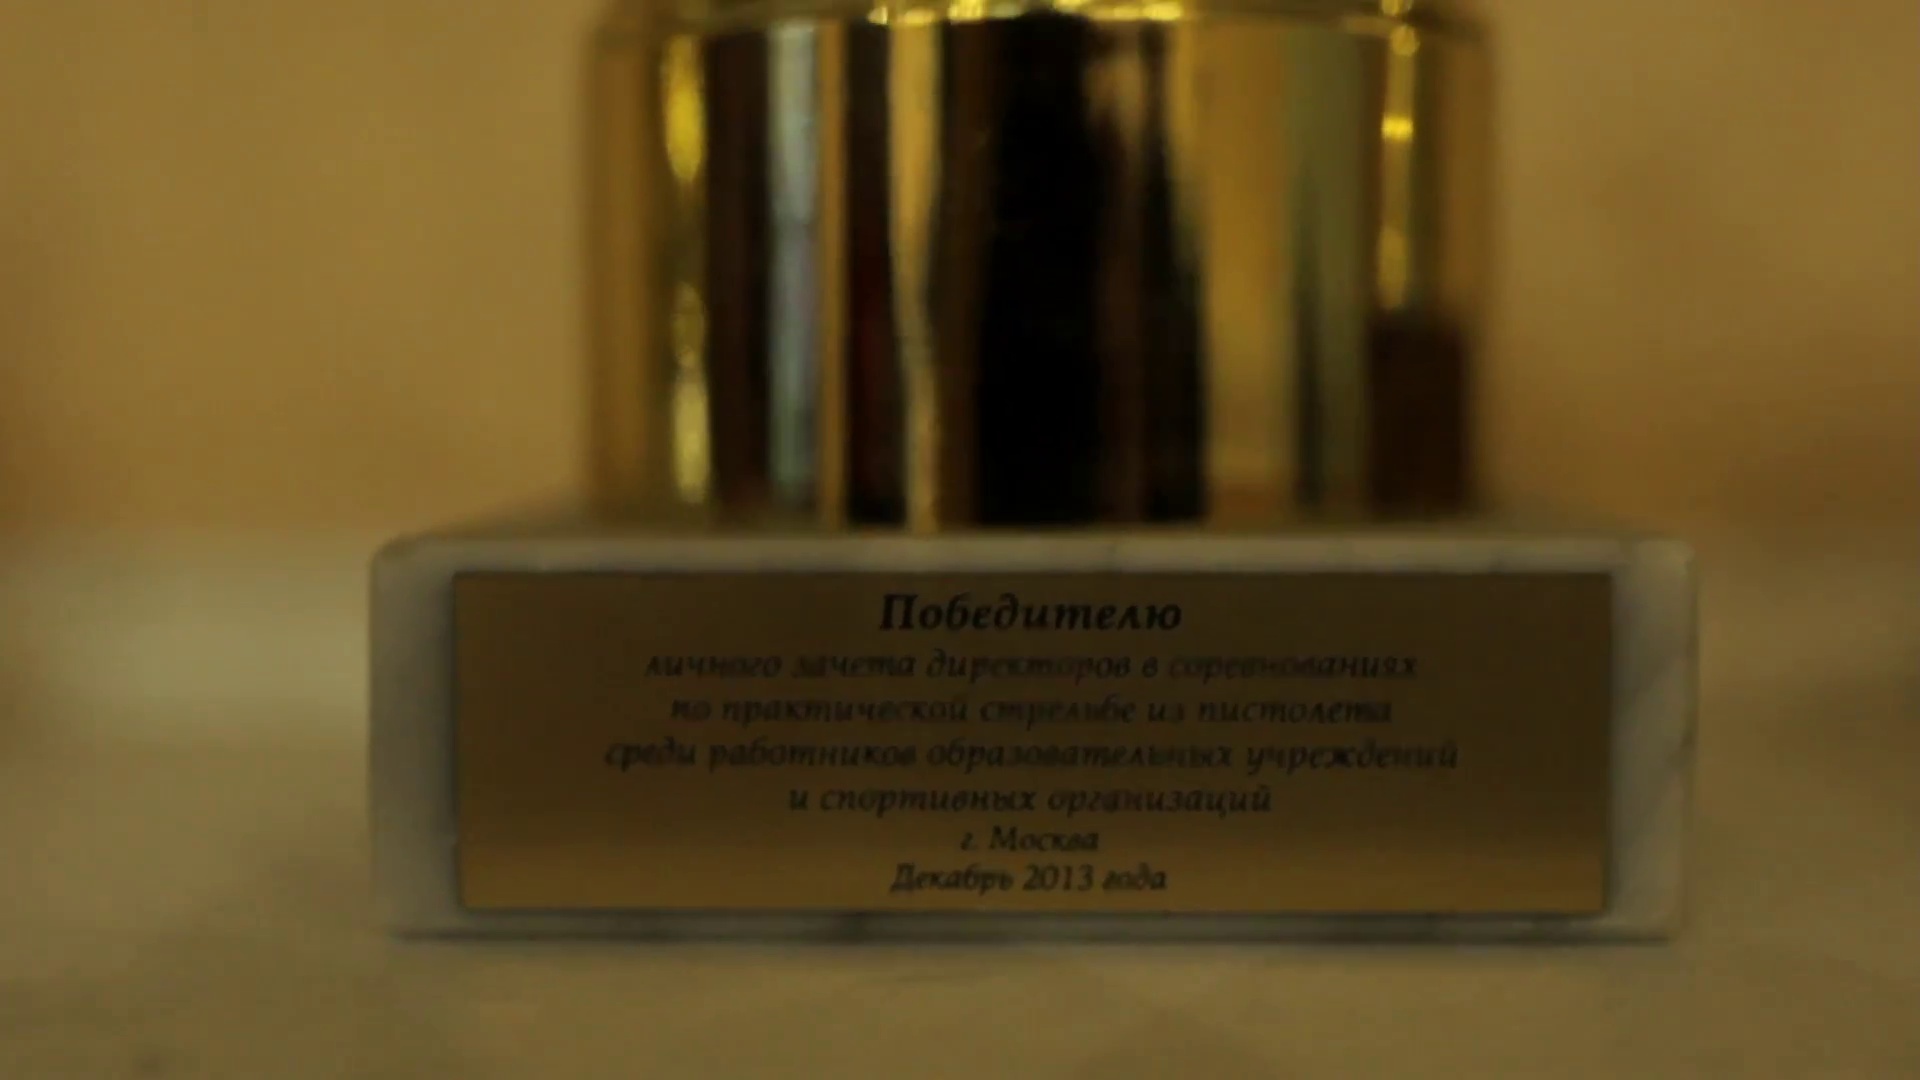 Победителю
личного зачета директоров в соревнованиях
по практической стрельбе из пистолета
среди работников образовательных учреждений
и спортивных организаций
г. Москва
Декабрь 2013 года